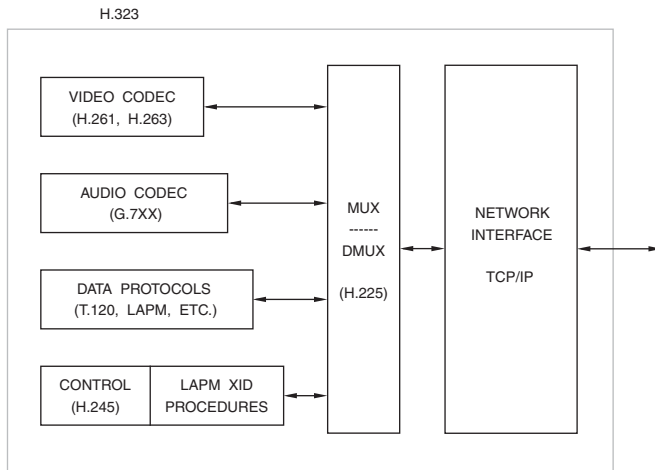 H.323
VIDEO CODEC
(H.261, H.263)
AUDIO CODEC
(G.7XX)
DATA PROTOCOLS
(T.120, LAPM, ETC.)
CONTROL
(H.245)
LAPM XID
PROCEDURES
MUX
------
DMUX
(H.225)
NETWORK
INTERFACE
TCP/IP